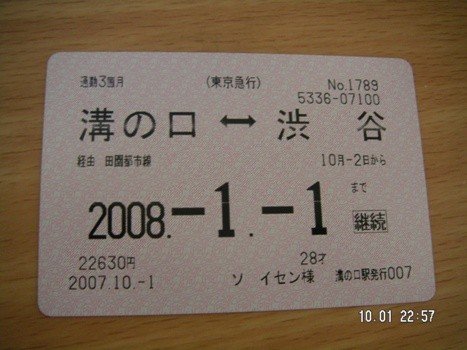 通勤3箇月 (東京急行) No.1789
5336-07100
溝の口 ↔ 渋谷
経由 田園都市線 10月-2日から
2008.-1.-1 まで
継続
22630円 28才
2007.10.-1 ソ イセン様 溝の口駅発行007
10.01 22:57